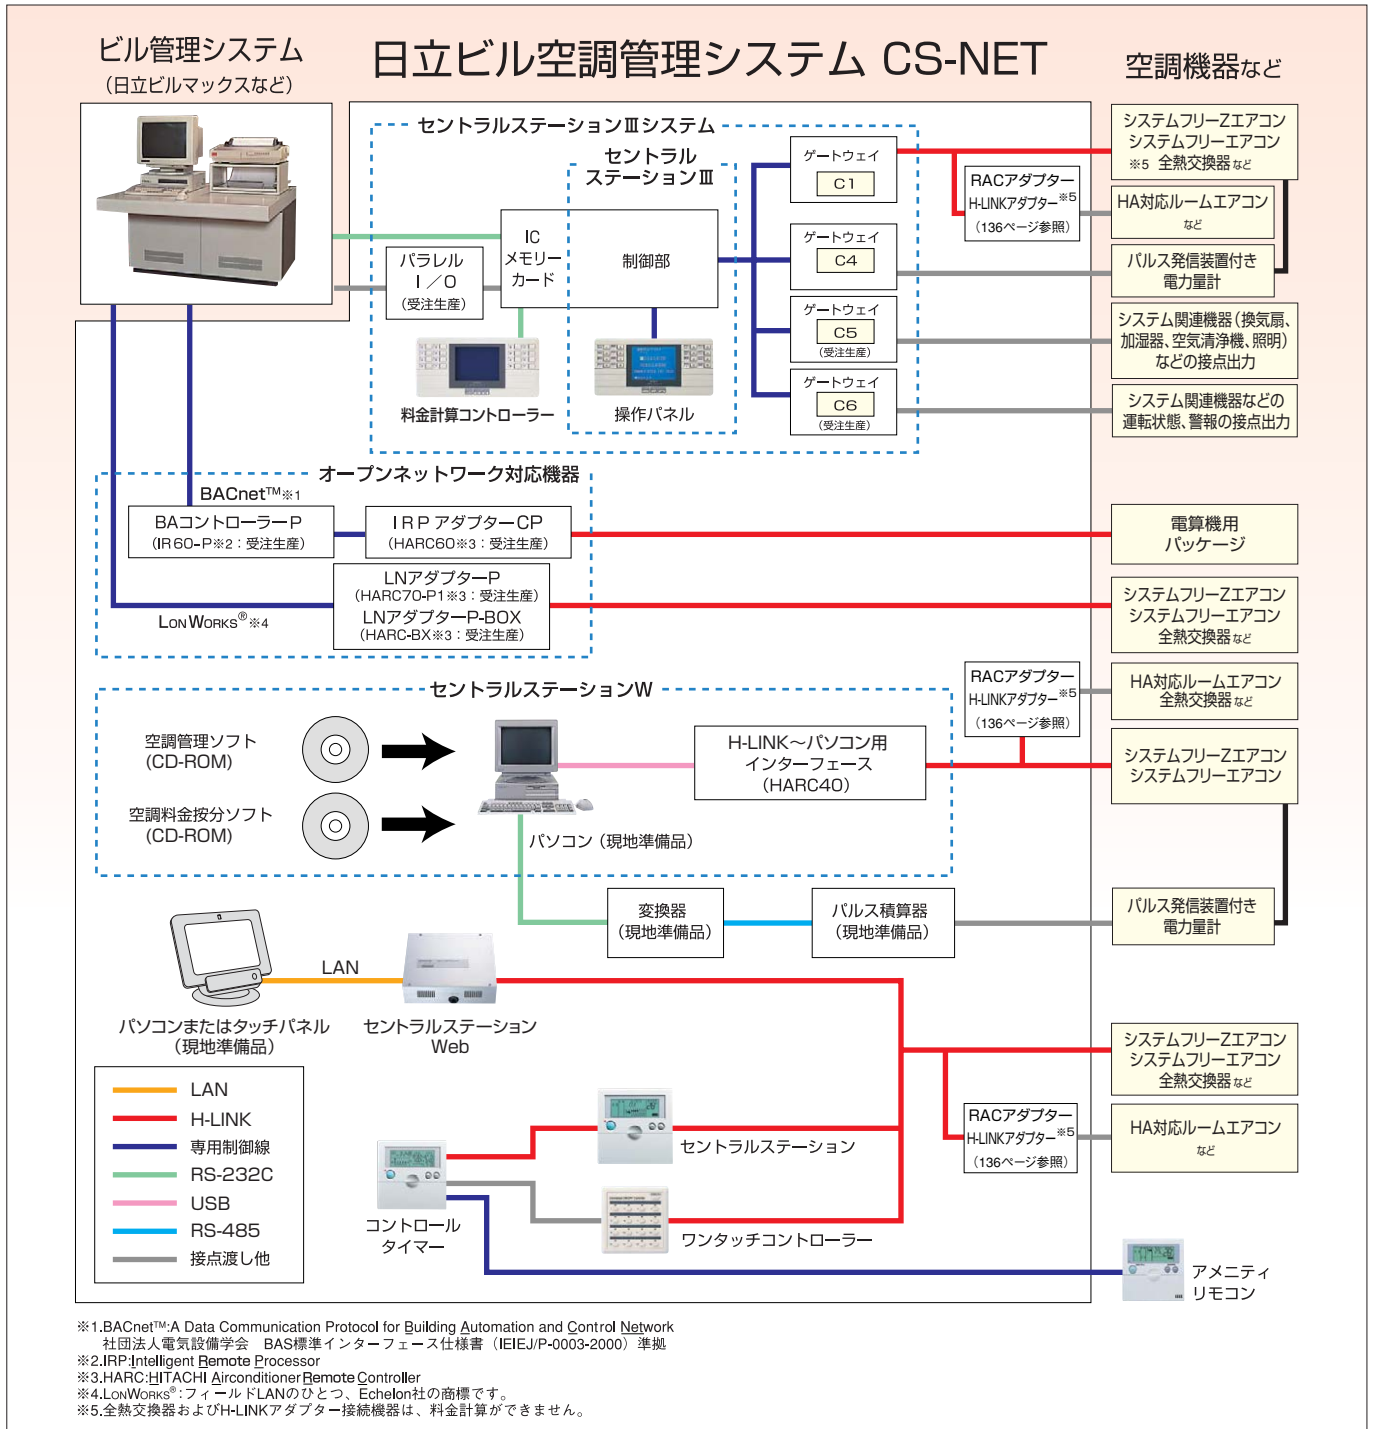 ビル管理システム
(日立ビルマックスなど)
日立ビル空調管理システム CS-NET
空調機器など
セントラルステーションⅢシステム
セントラル
ステーションⅢ
IC
メモリー
カード
制御部
パラレル
I/O
(受注生産)
料金計算コントローラー
操作パネル
ゲートウェイ
C1
ゲートウェイ
C4
ゲートウェイ
C5
(受注生産)
ゲートウェイ
C6
(受注生産)
RACアダプター
H-LINKアダプター※5
(136ページ参照)
システムフリーZエアコン
システムフリーエアコン
※5 全熱交換器など
HA対応ルームエアコン
など
パルス発信装置付き
電力量計
システム関連機器(換気扇、
加湿器、空気清浄機、照明)
などの接点出力
システム関連機器などの
運転状態、警報の接点出力
オープンネットワーク対応機器
BACnet™※1
BAコントローラーP
(IR60-P※2:受注生産)
IRPアダプターCP
(HARC60※3:受注生産)
電算機用
パッケージ
LNアダプターP
(HARC70-P1※3:受注生産)
LNアダプターP-BOX
(HARC-BX※3:受注生産)
LONWORKS®※4
システムフリーZエアコン
システムフリーエアコン
全熱交換器など
セントラルステーションW
空調管理ソフト
(CD-ROM)
空調料金按分ソフト
(CD-ROM)
パソコン(現地準備品)
H-LINK〜パソコン用
インターフェース
(HARC40)
RACアダプター
H-LINKアダプター※5
(136ページ参照)
HA対応ルームエアコン
全熱交換器など
システムフリーZエアコン
システムフリーエアコン
変換器
(現地準備品)
パルス積算器
(現地準備品)
パルス発信装置付き
電力量計
LAN
パソコンまたはタッチパネル
(現地準備品)
セントラルステーション
Web
システムフリーZエアコン
システムフリーエアコン
全熱交換器など
RACアダプター
H-LINKアダプター※5
(136ページ参照)
HA対応ルームエアコン
など
LAN
H-LINK
専用制御線
RS-232C
USB
RS-485
接点渡し他
セントラルステーション
コントロール
タイマー
ワンタッチコントローラー
アメニティ
リモコン
※1.BACnet™:A Data Communication Protocol for Building Automation and Control Network
社団法人電気設備学会 BAS標準インターフェース仕様書(IEIEJ/P-0003-2000)準拠
※2.IRP:Intelligent Remote Processor
※3.HARC:HITACHI Airconditioner Remote Controller
※4.LONWORKS®:フィールドLANのひとつ、Echelon社の商標です。
※5.全熱交換器およびH-LINKアダプター接続機器は、料金計算ができません。